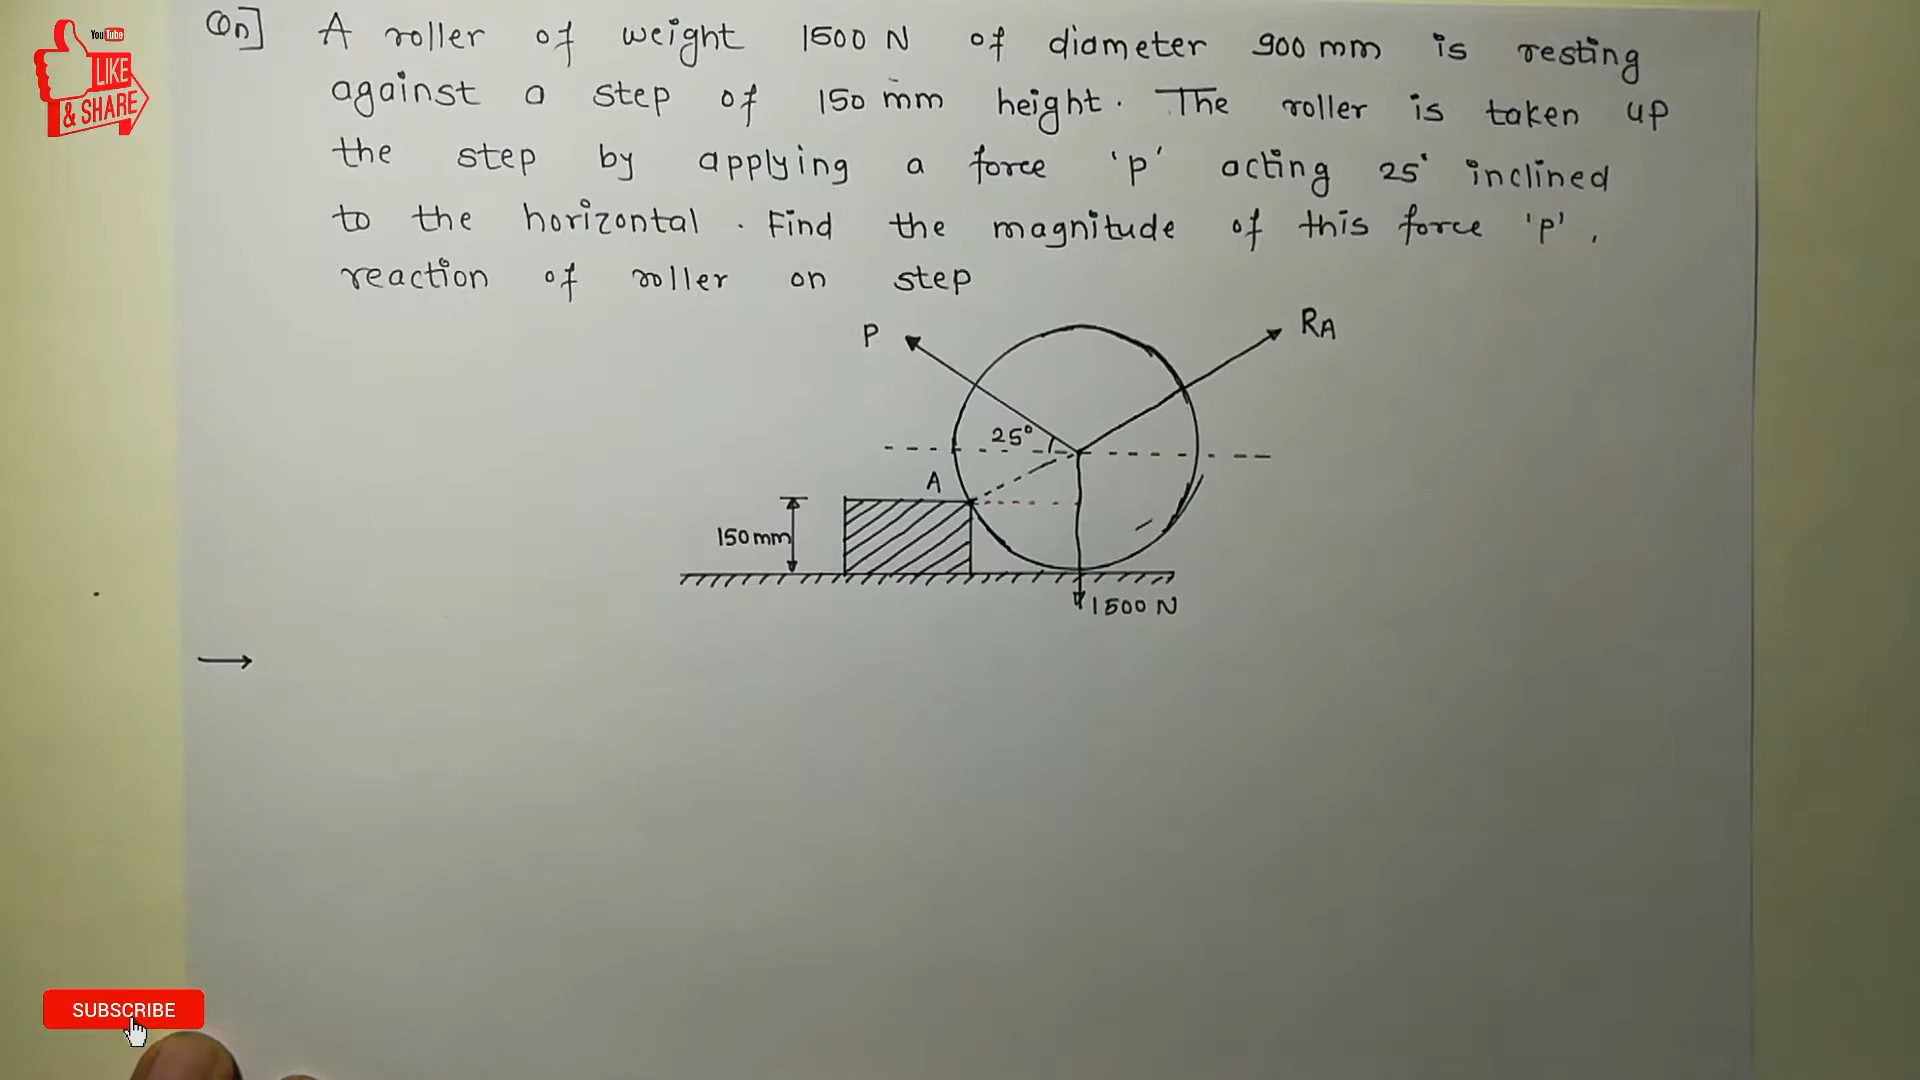 Qn] A roller of weight 1500 N of diameter 900 mm is resting
against a step of 150 mm height. The roller is taken up
the step by applying a force 'P' acting 25° inclined
to the horizontal. Find the magnitude of this force 'P',
reaction of roller on step
P
RA
25°
A
150mm
1500 N
YouTube
LIKE
& SHARE
SUBSCRIBE